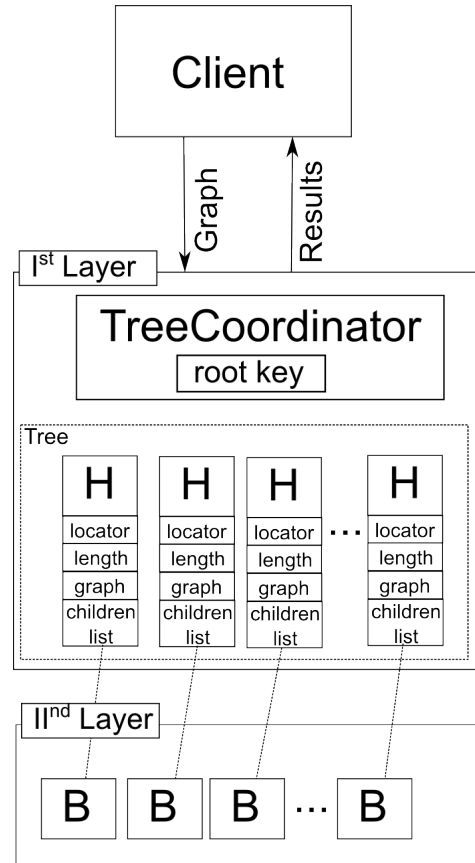 Client
Graph
Results
Iˢᵗ Layer
TreeCoordinator
root key
Tree
H H H H
locator locator locator ... locator
length length length length
graph graph graph graph
children children children children
list list list list
IIⁿᵈ Layer
B B B ... B